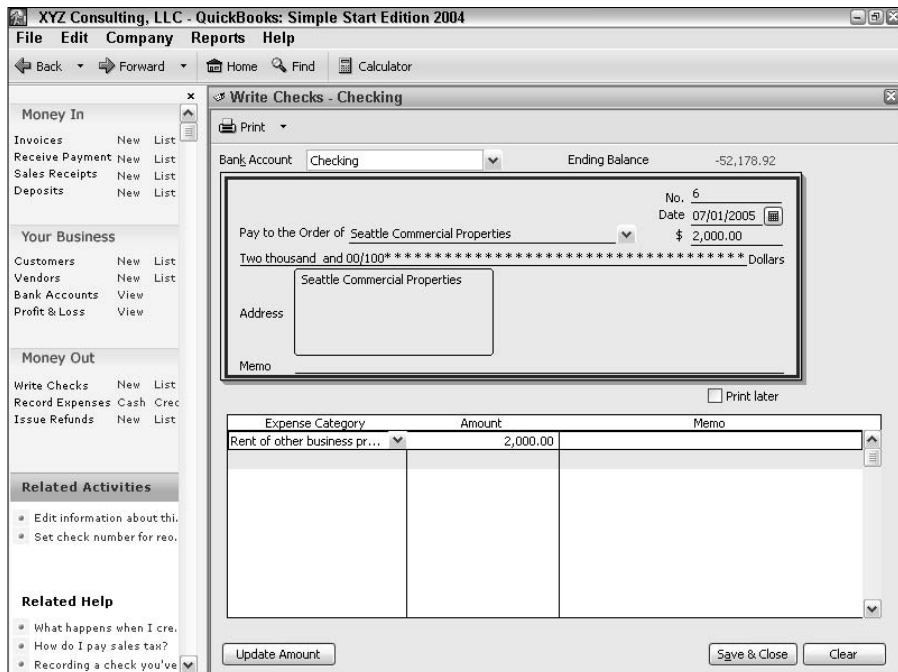 XYZ Consulting, LLC - QuickBooks: Simple Start Edition 2004
File Edit Company Reports Help
Back Forward Home Find Calculator
Money In
Invoices New List
Receive Payment New List
Sales Receipts New List
Deposits New List
Your Business
Customers New List
Vendors New List
Bank Accounts View
Profit & Loss View
Money Out
Write Checks New List
Record Expenses Cash Crec
Issue Refunds New List
Related Activities
Edit information about thi.
Set check number for reo.
Related Help
What happens when I cre.
How do I pay sales tax?
Recording a check you've
Write Checks - Checking
Print
Bank Account Checking Ending Balance -52,178.92
No. 6
Date 07/01/2005
Pay to the Order of Seattle Commercial Properties $ 2,000.00
Two thousand and 00/100* * * * * * * * * * * * * * * * * * * * * * * * * * * * * * * * * * * * * * * * * Dollars
Seattle Commercial Properties
Address
Memo
Print later
Expense Category Amount Memo
Rent of other business pr... 2,000.00
Update Amount Save & Close Clear